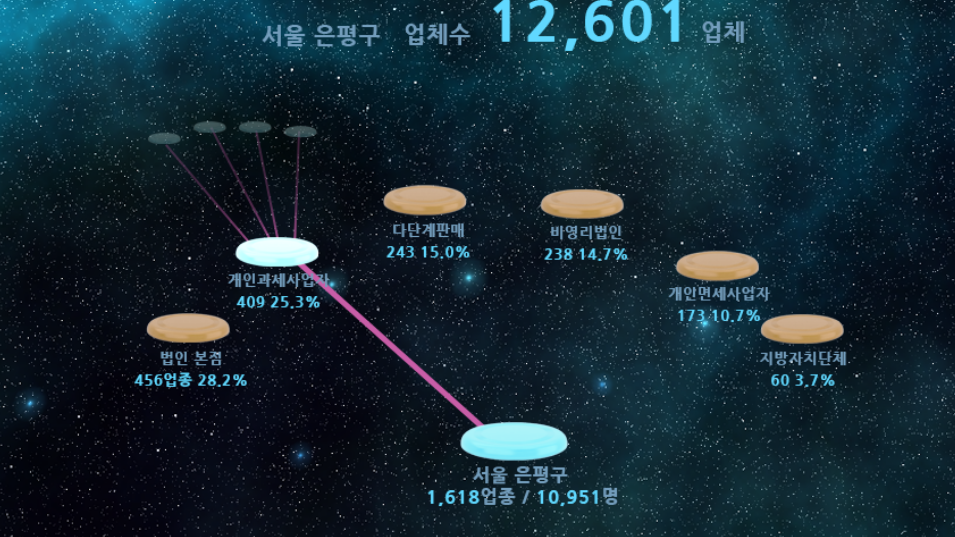 서울 은평구 업체수 12,601 업체
다단계판매
243 15.0%
바영리법인
238 14.7%
개인과세사업자
409 25.3%
개안면세사업자
173 10.7%
법인 본점
456업종 28.2%
지방자치단체
60 3.7%
서울 은평구
1,618업종 / 10,951명